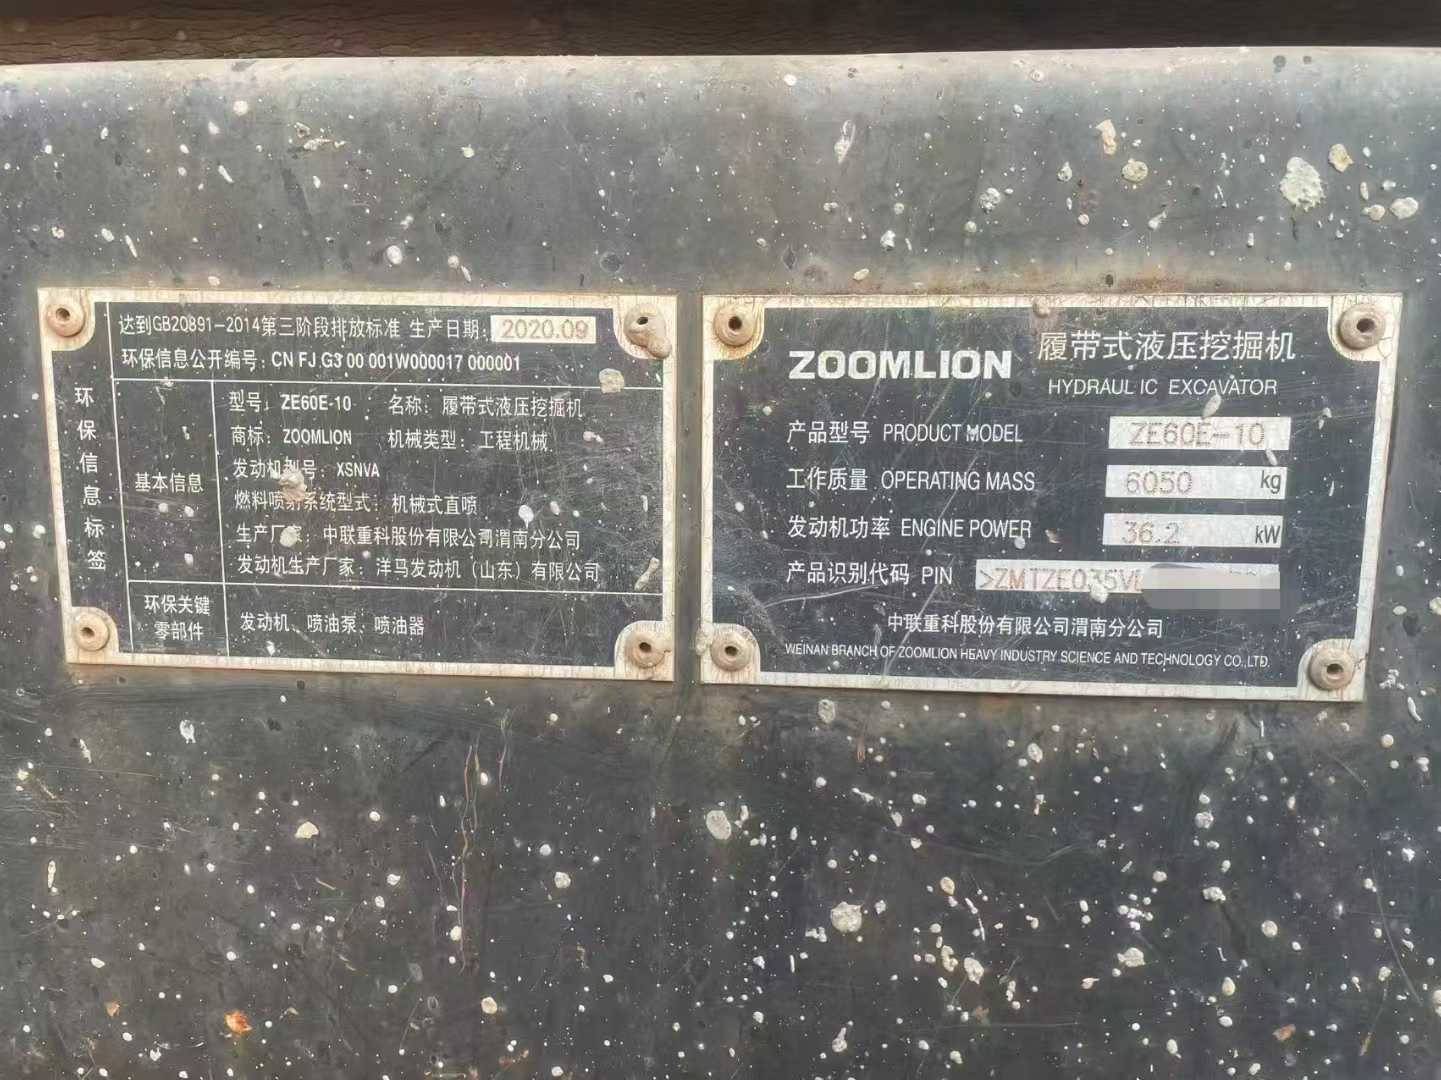 达到GB20891-2014第三阶段排放标准 生产日期: 2020.09
环保信息公开编号: CN FJ G3 00 001W000017 000001
环保信息标签
基本信息
型号: ZE60E-10 名称: 履带式液压挖掘机
商标: ZOOMLION 机械类型: 工程机械
发动机型号: XSNVA
燃料喷射系统型式: 机械式直喷
生产厂家: 中联重科股份有限公司渭南分公司
发动机生产厂家: 洋马发动机(山东)有限公司
环保关键
零部件
发动机、喷油泵、喷油器
ZOOMLION 履带式液压挖掘机
HYDRAULIC EXCAVATOR
产品型号 PRODUCT MODEL ZE60E-10
工作质量 OPERATING MASS 6050 kg
发动机功率 ENGINE POWER 36.2 kW
产品识别代码 PIN >ZMTZE035V
中联重科股份有限公司渭南分公司
WEINAN BRANCH OF ZOOMLION HEAVY INDUSTRY SCIENCE AND TECHNOLOGY CO.,LTD.